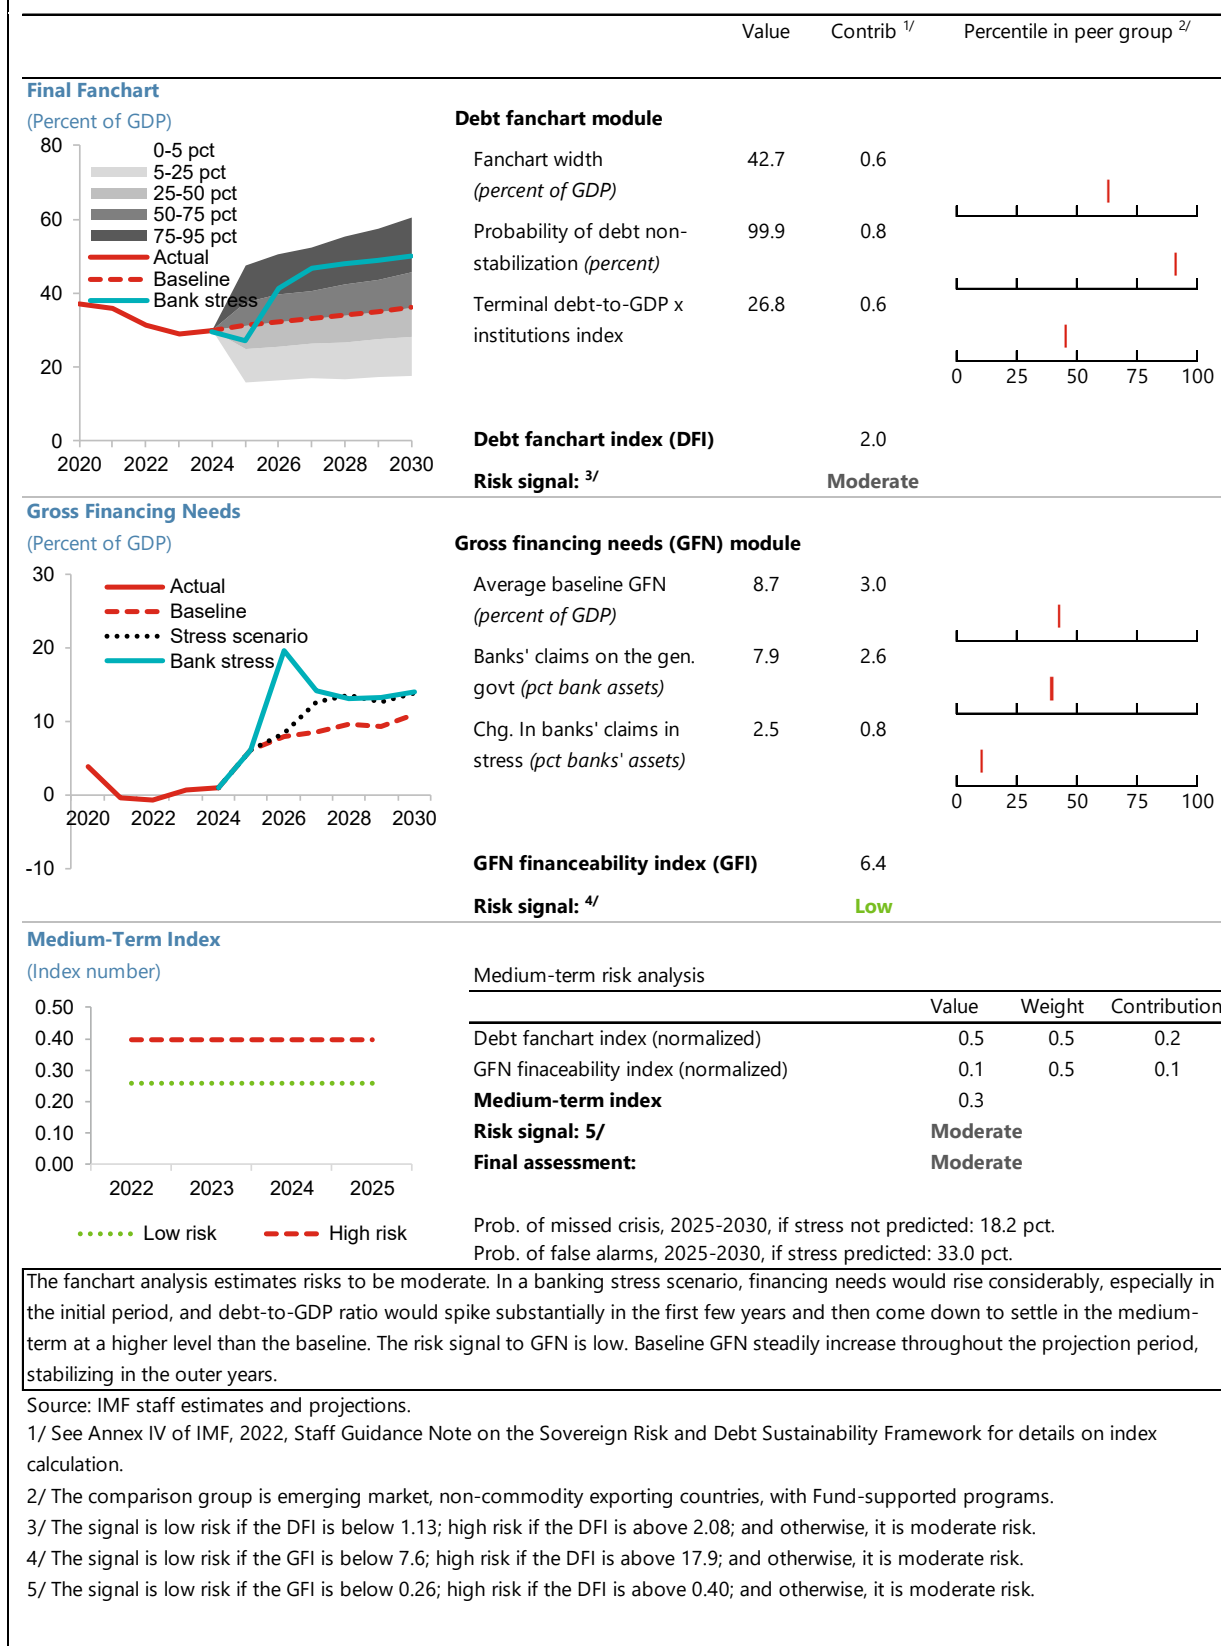 Value Contrib 1/ Percentile in peer group 2/
Final Fanchart
(Percent of GDP)
80
60
40
20
0
0-5 pct
5-25 pct
25-50 pct
50-75 pct
75-95 pct
Actual
Baseline
Bank stress
2020 2022 2024 2026 2028 2030
Debt fanchart module
Fanchart width 42.7 0.6
(percent of GDP)
Probability of debt non- 99.9 0.8
stabilization (percent)
Terminal debt-to-GDP x 26.8 0.6
institutions index
0 25 50 75 100
Debt fanchart index (DFI) 2.0
Risk signal: 3/ Moderate
Gross Financing Needs
(Percent of GDP)
30
20
10
0
-10
Actual
Baseline
Stress scenario
Bank stress
2020 2022 2024 2026 2028 2030
Gross financing needs (GFN) module
Average baseline GFN 8.7 3.0
(percent of GDP)
Banks' claims on the gen. 7.9 2.6
govt (pct bank assets)
Chg. In banks' claims in 2.5 0.8
stress (pct banks' assets)
0 25 50 75 100
GFN financeability index (GFI) 6.4
Risk signal: 4/ Low
Medium-Term Index
(Index number)
0.50
0.40
0.30
0.20
0.10
0.00
2022 2023 2024 2025
Low risk High risk
Medium-term risk analysis
Value Weight Contribution
Debt fanchart index (normalized) 0.5 0.5 0.2
GFN finaceability index (normalized) 0.1 0.5 0.1
Medium-term index 0.3
Risk signal: 5/ Moderate
Final assessment: Moderate
Prob. of missed crisis, 2025-2030, if stress not predicted: 18.2 pct.
Prob. of false alarms, 2025-2030, if stress predicted: 33.0 pct.
The fanchart analysis estimates risks to be moderate. In a banking stress scenario, financing needs would rise considerably, especially in
the initial period, and debt-to-GDP ratio would spike substantially in the first few years and then come down to settle in the medium-
term at a higher level than the baseline. The risk signal to GFN is low. Baseline GFN steadily increase throughout the projection period,
stabilizing in the outer years.
Source: IMF staff estimates and projections.
1/ See Annex IV of IMF, 2022, Staff Guidance Note on the Sovereign Risk and Debt Sustainability Framework for details on index
calculation.
2/ The comparison group is emerging market, non-commodity exporting countries, with Fund-supported programs.
3/ The signal is low risk if the DFI is below 1.13; high risk if the DFI is above 2.08; and otherwise, it is moderate risk.
4/ The signal is low risk if the GFI is below 7.6; high risk if the DFI is above 17.9; and otherwise, it is moderate risk.
5/ The signal is low risk if the GFI is below 0.26; high risk if the DFI is above 0.40; and otherwise, it is moderate risk.